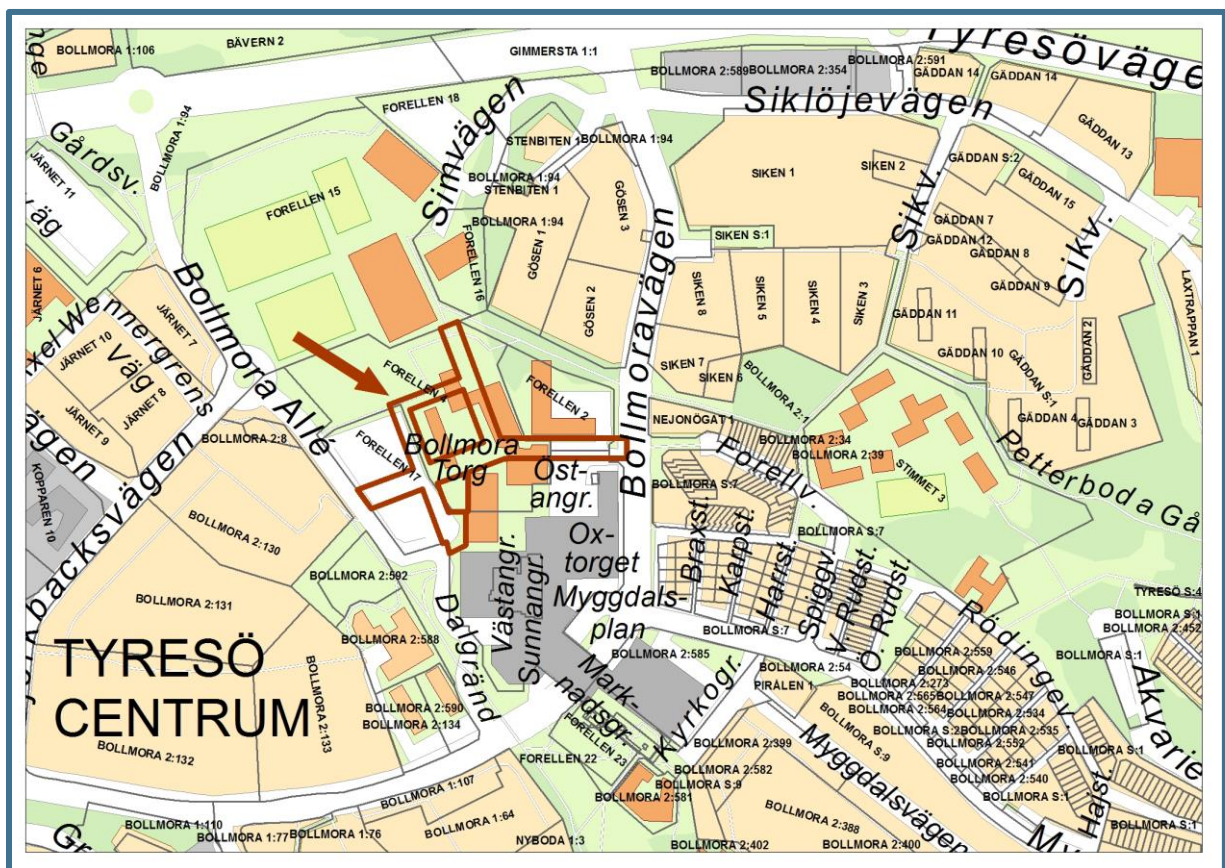 nge
BOLLMORA 1:106
BÄVERN 2
GIMMERSTA 1:1
Tyresöväge
BOLLMORA 2:589
BOLLMORA 2:354
BOLLMORA 2:591
GÄDDAN 14
GÄDDAN 14
Siklöjevägen
FORELLEN 18
Simvägen
STENBITEN 1
BOLLMORA 1:94
BOLLMORA 1:94
STENBITEN 1
BOLLMORA 1:94
BOLLMORA 1:94
Gårdsv.
JÄRNET 11
väg
FORELLEN 15
GÖSEN 1
GÖSEN 3
GÖSEN 2
FORELLEN 16
SIKEN 1
SIKEN 2
SIKEN S:1
Sikv.
GÄDDAN S:2
GÄDDAN 13
GÄDDAN 15
GÄDDAN 7
GÄDDAN 12
GÄDDAN 8
GÄDDAN 9
Sikv.
LAXTRAPPAN 1
JÄRNET 6
Axel Wennergrens
Väg
JÄRNET 7
JÄRNET 10
JÄRNET 8
JÄRNET 9
Bollmora Allé
Bollmoravägen
SIKEN 8
SIKEN 5
SIKEN 4
SIKEN 3
SIKEN 7
SIKEN 6
BOLLMORA 2:1
GÄDDAN 11
GÄDDAN 10
GÄDDAN 2
GÄDDAN S:1
GÄDDAN 4
GÄDDAN 3
FORELLEN 4
FORELLEN 2
NEJONÖGAT 1
BOLLMORA 2:34
BOLLMORA 2:39
STIMMET 3
Petterboda Gå
BOLLMORA 2:8
FORELLEN 17
Bollmora
Torg
Öst-
angr.
Forellv.
BOLLMORA S:7
BOLLMORA S:7
vägen
KOPPAREN 10
rkbacksvägen
BOLLMORA 2:130
BOLLMORA 2:592
BOLLMORA 2:131
BOLLMORA 2:588
BOLLMORA 2:590
BOLLMORA 2:134
BOLLMORA 2:133
BOLLMORA 2:132
TYRESÖ
CENTRUM
Dalgränd
Västangr.
Sunnangr.
Ox-
torget
Myggdals-
plan
Mark-
nadsgr.
Kyrkogr.
Braxst.
Karpst.
Harrst.
Spiggv.
V. Rudst.
Ö. Rudst.
Rödingev.
BOLLMORA S:7
BOLLMORA 2:585
BOLLMORA 2:54
PIRÅLEN 1
TYRESÖ S:4
BOLLMORA S:1
BOLLMORA 2:452
BOLLMORA S:1
BOLLMORA 2:559
BOLLMORA 2:546
BOLLMORA 2:273
BOLLMORA 2:565
BOLLMORA 2:547
BOLLMORA 2:564
BOLLMORA 2:534
BOLLMORA S:2
BOLLMORA 2:535
BOLLMORA 2:552
BOLLMORA 2:541
BOLLMORA 2:540
BOLLMORA S:1
BOLLMORA S:1
BOLLMORA S:1
Akvarie
Hajst.
BOLLMORA S:9
Myggdalsvägen
My
FORELLEN 23
FORELLEN 22
BOLLMORA 2:399
BOLLMORA 2:582
BOLLMORA S:9
BOLLMORA 2:581
BOLLMORA 2:388
BOLLMORA 2:402
BOLLMORA 2:400
BOLLMORA 1:107
BOLLMORA 1:64
BOLLMORA 1:110
BOLLMORA 1:77
BOLLMORA 1:76
NYBODA 1:3
Gr